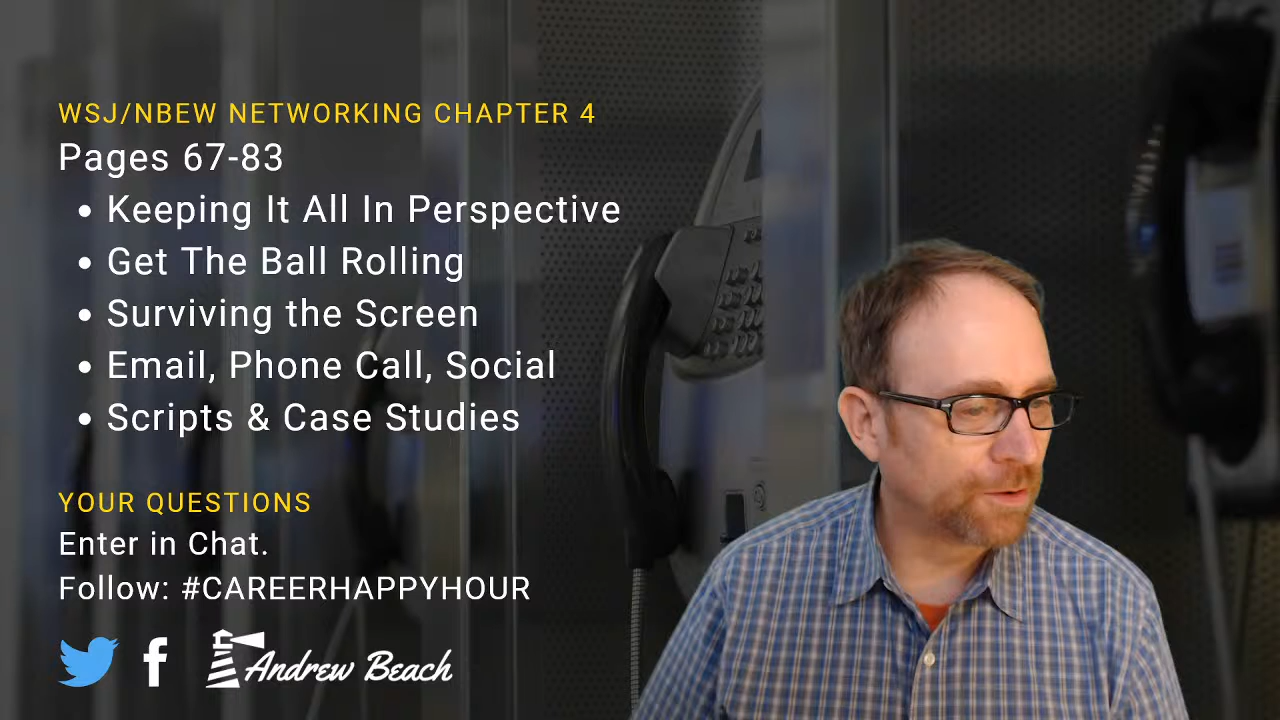 WSJ/NBEW NETWORKING CHAPTER 4
Pages 67-83
• Keeping It All In Perspective
• Get The Ball Rolling
• Surviving the Screen
• Email, Phone Call, Social
• Scripts & Case Studies
YOUR QUESTIONS
Enter in Chat.
Follow: #CAREERHAPPYHOUR
Andrew Beach